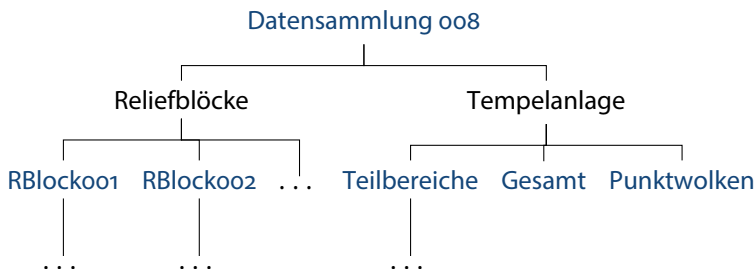 Datensammlung 008
Reliefblöcke Tempelanlage
RBlock001 RBlock002 ... Teilbereiche Gesamt Punktwolken
... ... ...